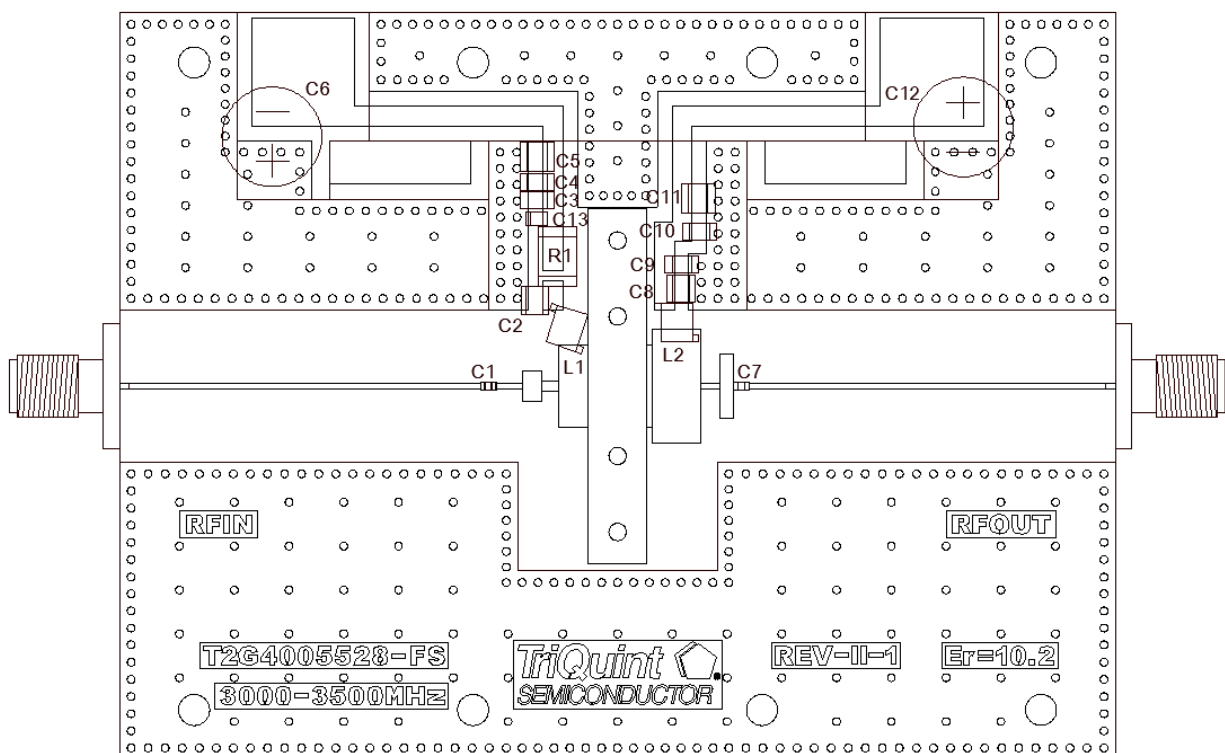 C6
C12
C5
C4
C3
C13
R1
C2
L1
C1
C11
C10
C9
C8
L2
C7
RFIN
RFOUT
T2G4005528-FS
3000-3500MHz
TriQuint
SEMICONDUCTOR
REV-II-1
Er=10.2